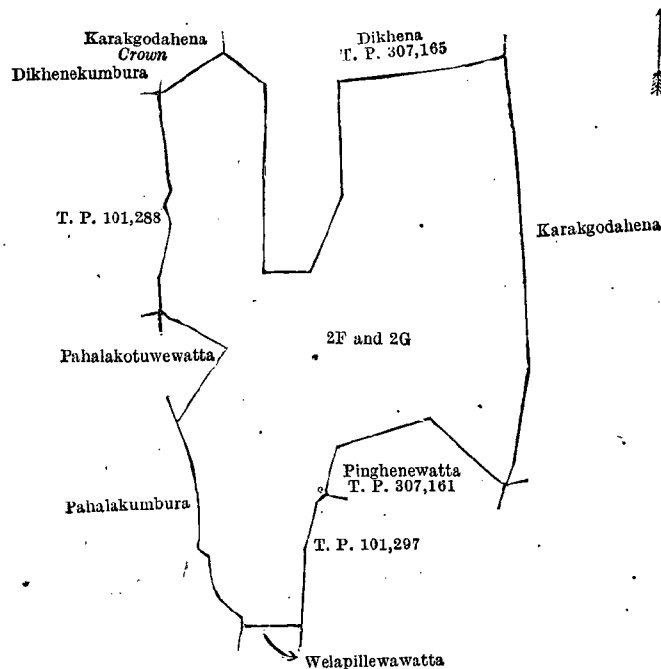 Karakgodahena
Crown
Dikhenekumbura
Dikhena
T. P. 307,165
T. P. 101,288
Karakgodahena
2F and 2G
Pahalakotuwewatta
Pinghenewatta
T. P. 307,161
Pahalakumbura
T. P. 101,297
Welapillewawatta